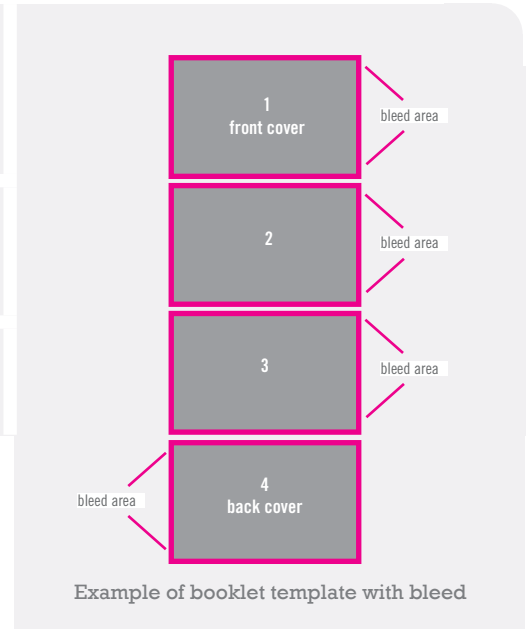 1
front cover
bleed area
2
bleed area
3
bleed area
4
back cover
bleed area
Example of booklet template with bleed